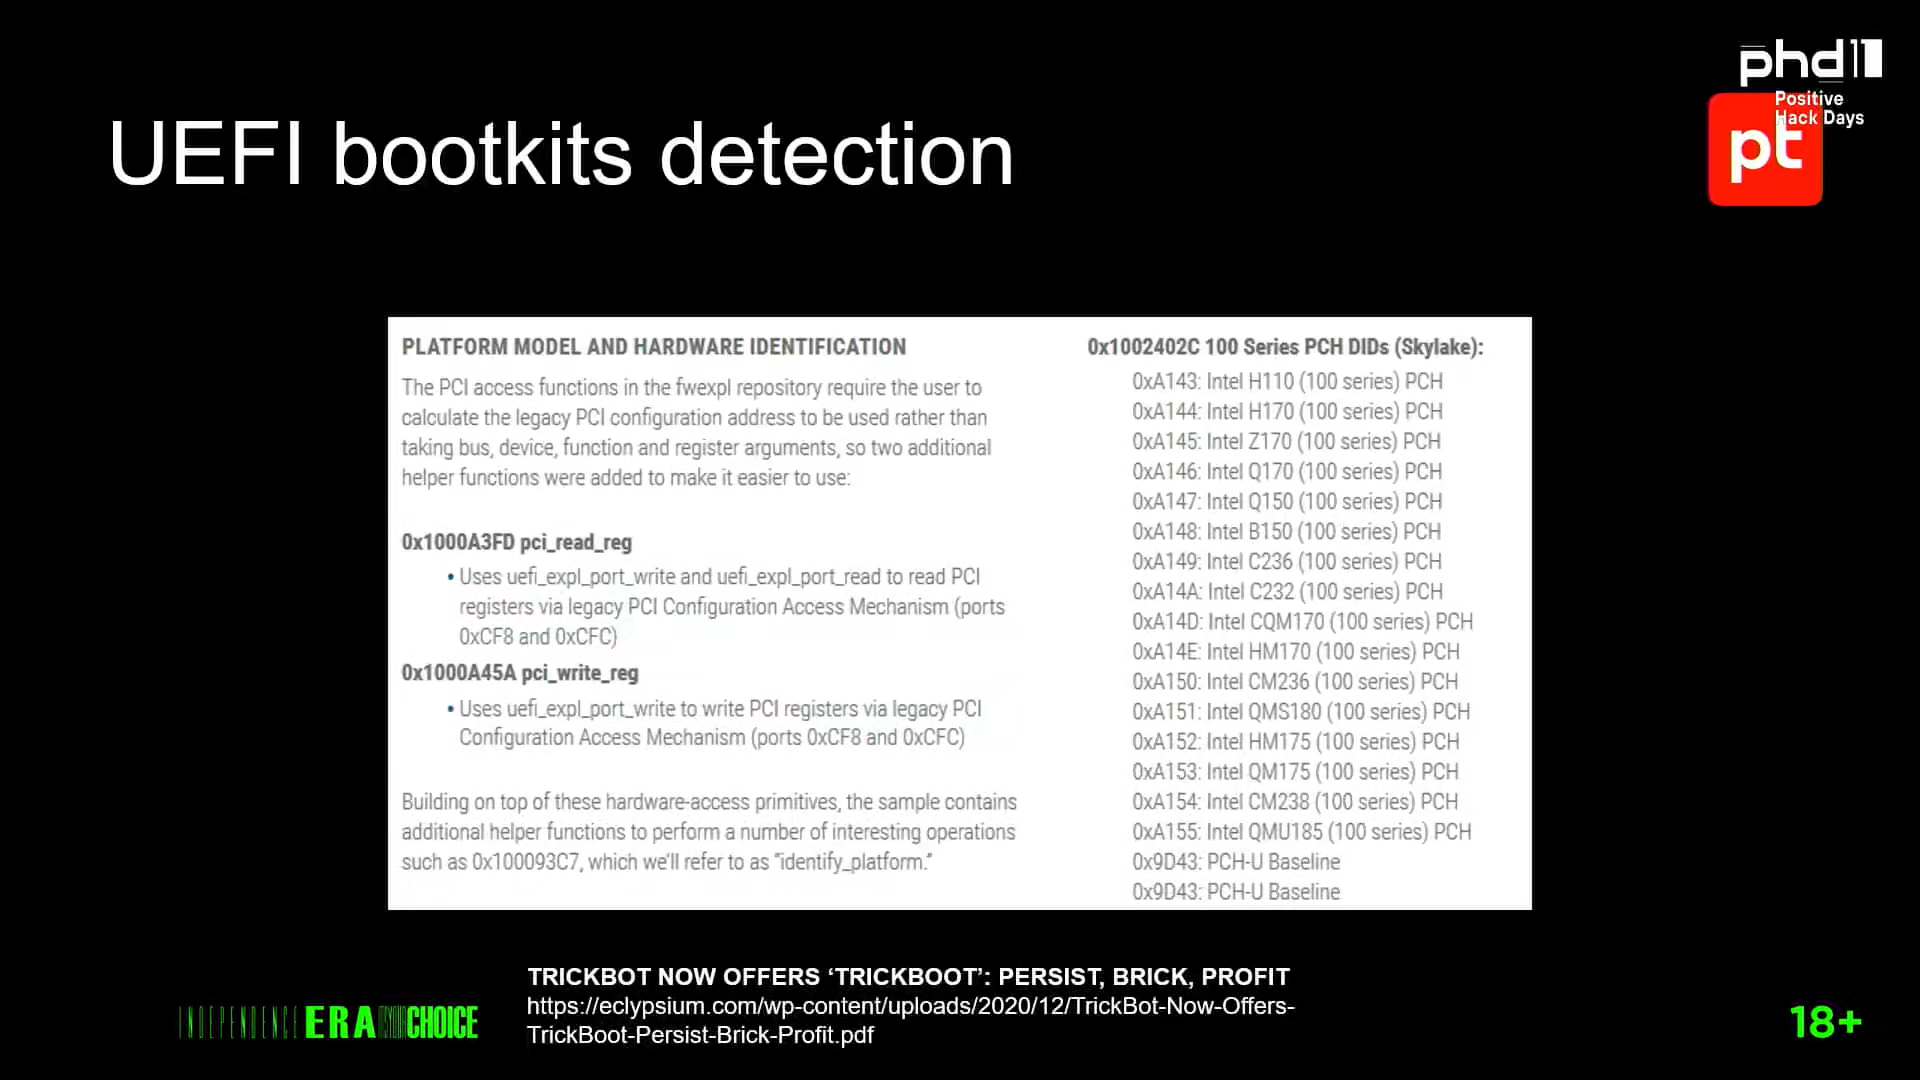 phd11
Positive
Hack Days
pt
UEFI bootkits detection
PLATFORM MODEL AND HARDWARE IDENTIFICATION
The PCI access functions in the fwexpl repository require the user to
calculate the legacy PCI configuration address to be used rather than
taking bus, device, function and register arguments, so two additional
helper functions were added to make it easier to use:
0x1000A3FD pci_read_reg
• Uses uefi_expl_port_write and uefi_expl_port_read to read PCI
registers via legacy PCI Configuration Access Mechanism (ports
0xCF8 and 0xCFC)
0x1000A45A pci_write_reg
• Uses uefi_expl_port_write to write PCI registers via legacy PCI
Configuration Access Mechanism (ports 0xCF8 and 0xCFC)
Building on top of these hardware-access primitives, the sample contains
additional helper functions to perform a number of interesting operations
such as 0x100093C7, which we'll refer to as “identify_platform.”
0x1002402C 100 Series PCH DIDs (Skylake):
0xA143: Intel H110 (100 series) PCH
0xA144: Intel H170 (100 series) PCH
0xA145: Intel Z170 (100 series) PCH
0xA146: Intel Q170 (100 series) PCH
0xA147: Intel Q150 (100 series) PCH
0xA148: Intel B150 (100 series) PCH
0xA149: Intel C236 (100 series) PCH
0xA14A: Intel C232 (100 series) PCH
0xA14D: Intel CQM170 (100 series) PCH
0xA14E: Intel HM170 (100 series) PCH
0xA150: Intel CM236 (100 series) PCH
0xA151: Intel QMS180 (100 series) PCH
0xA152: Intel HM175 (100 series) PCH
0xA153: Intel QM175 (100 series) PCH
0xA154: Intel CM238 (100 series) PCH
0xA155: Intel QMU185 (100 series) PCH
0x9D43: PCH-U Baseline
0x9D43: PCH-U Baseline
TRICKBOT NOW OFFERS ‘TRICKBOOT’: PERSIST, BRICK, PROFIT
https://eclypsium.com/wp-content/uploads/2020/12/TrickBot-Now-Offers-
TrickBoot-Persist-Brick-Profit.pdf
INDEPENDENCE ERA CHOICE
18+